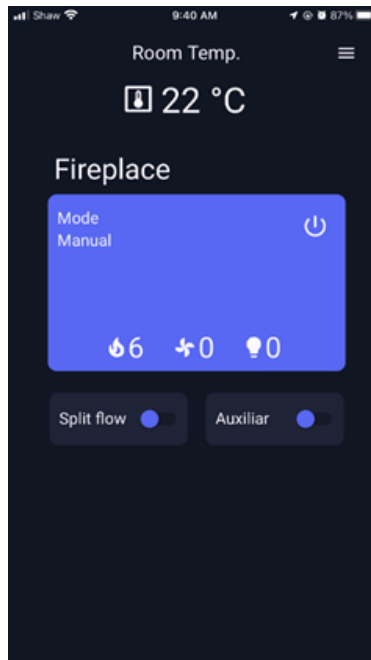 Shaw 9:40 AM 87%
Room Temp.
22 °C
Fireplace
Mode
Manual
6 0 0
Split flow Auxiliar